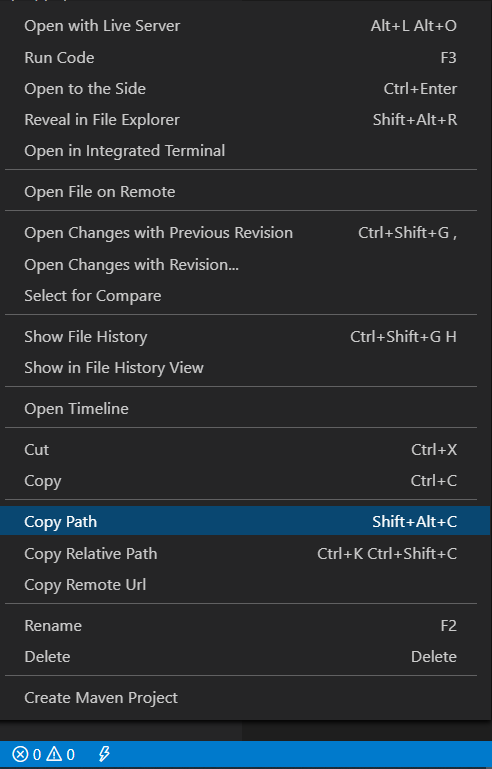 Open with Live Server Alt+L Alt+O
Run Code F3
Open to the Side Ctrl+Enter
Reveal in File Explorer Shift+Alt+R
Open in Integrated Terminal
Open File on Remote
Open Changes with Previous Revision Ctrl+Shift+G ,
Open Changes with Revision...
Select for Compare
Show File History Ctrl+Shift+G H
Show in File History View
Open Timeline
Cut Ctrl+X
Copy Ctrl+C
Copy Path Shift+Alt+C
Copy Relative Path Ctrl+K Ctrl+Shift+C
Copy Remote Url
Rename F2
Delete Delete
Create Maven Project
0 0